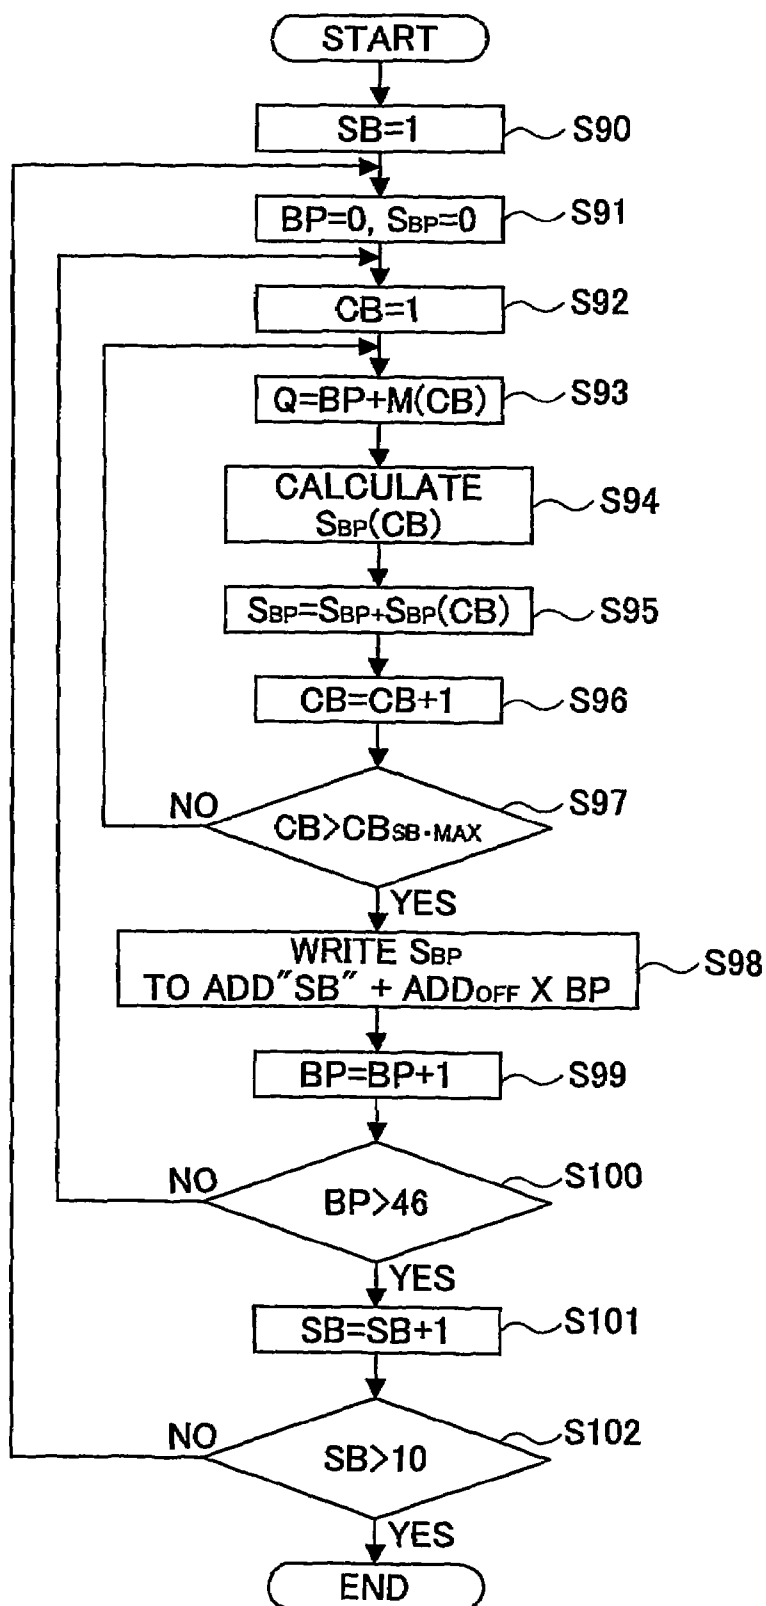 START
SB=1 S90
BP=0, SBP=0 S91
CB=1 S92
Q=BP+M(CB) S93
CALCULATE
SBP(CB) S94
SBP=SBP+SBP(CB) S95
CB=CB+1 S96
NO S97
CB>CBSB·MAX
YES
WRITE SBP
TO ADD"SB" + ADDOFF X BP S98
BP=BP+1 S99
NO S100
BP>46
YES
SB=SB+1 S101
NO S102
SB>10
YES
END